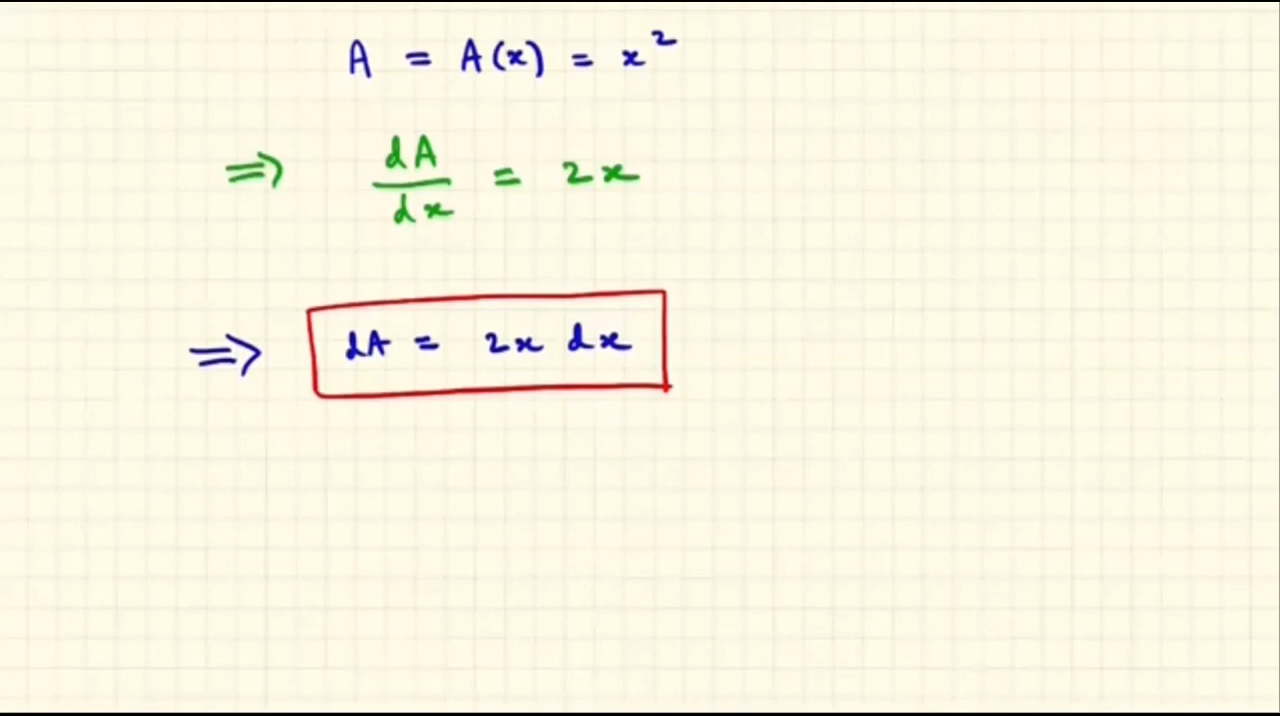 A = A(x) = x²
⇒ dA/dx = 2x
⇒ dA = 2x dx